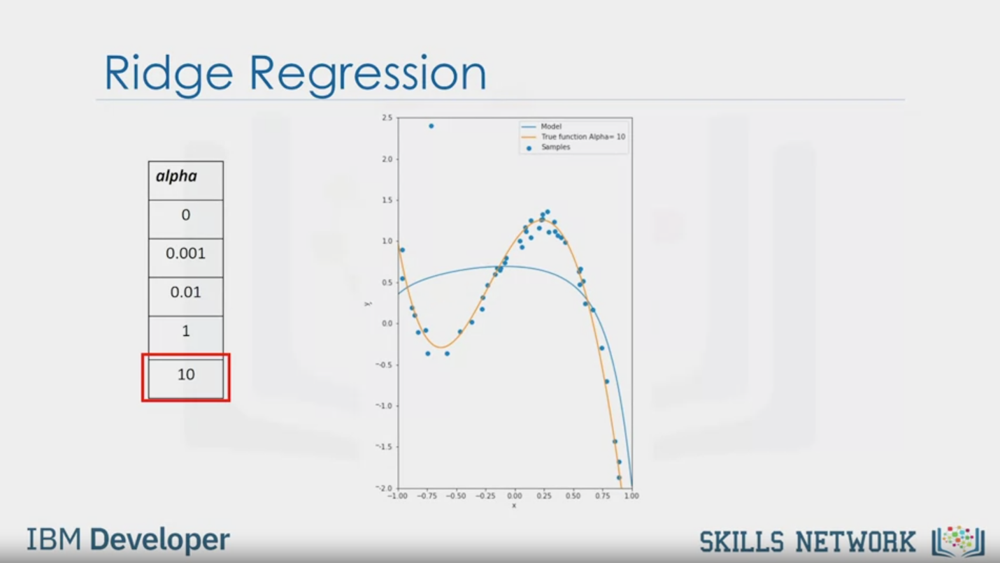 Ridge Regression
alpha
0
0.001
0.01
1
10
Model
True function Alpha= 10
Samples
2.5
2.0
1.5
1.0
0.5
0.0
−0.5
−1.0
−1.5
−2.0
y
−1.00 −0.75 −0.50 −0.25 0.00 0.25 0.50 0.75 1.00
x
IBM Developer
SKILLS NETWORK